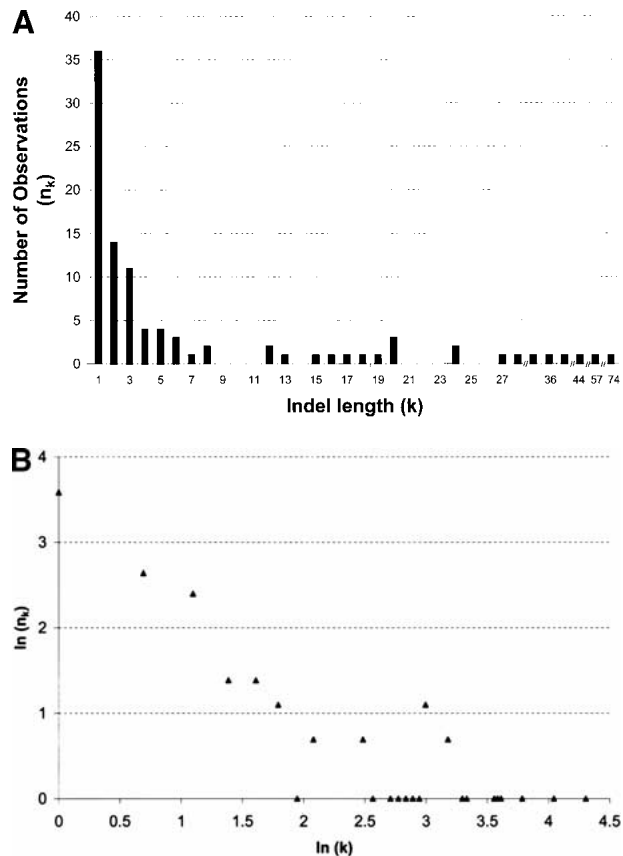 A
Number of Observations
(nk)
40
35
30
25
20
15
10
5
0
1 3 5 7 9 11 13 15 17 19 21 23 25 27 // 36 // 44 // 57 // 74
Indel length (k)
B
ln (nk)
4
3
2
1
0
0 0.5 1 1.5 2 2.5 3 3.5 4 4.5
ln (k)